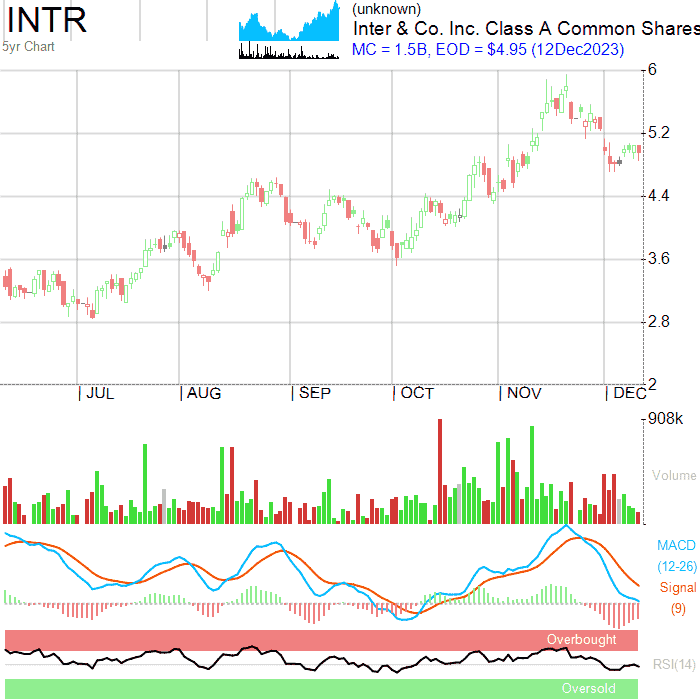 INTR
5yr Chart
(unknown)
Inter & Co. Inc. Class A Common Shares
MC = 1.5B, EOD = $4.95 (12Dec2023)
6
5.2
4.4
3.6
2.8
2
JUL AUG SEP OCT NOV DEC
908k
Volume
MACD
(12-26)
Signal
(9)
Overbought
RSI(14)
Oversold